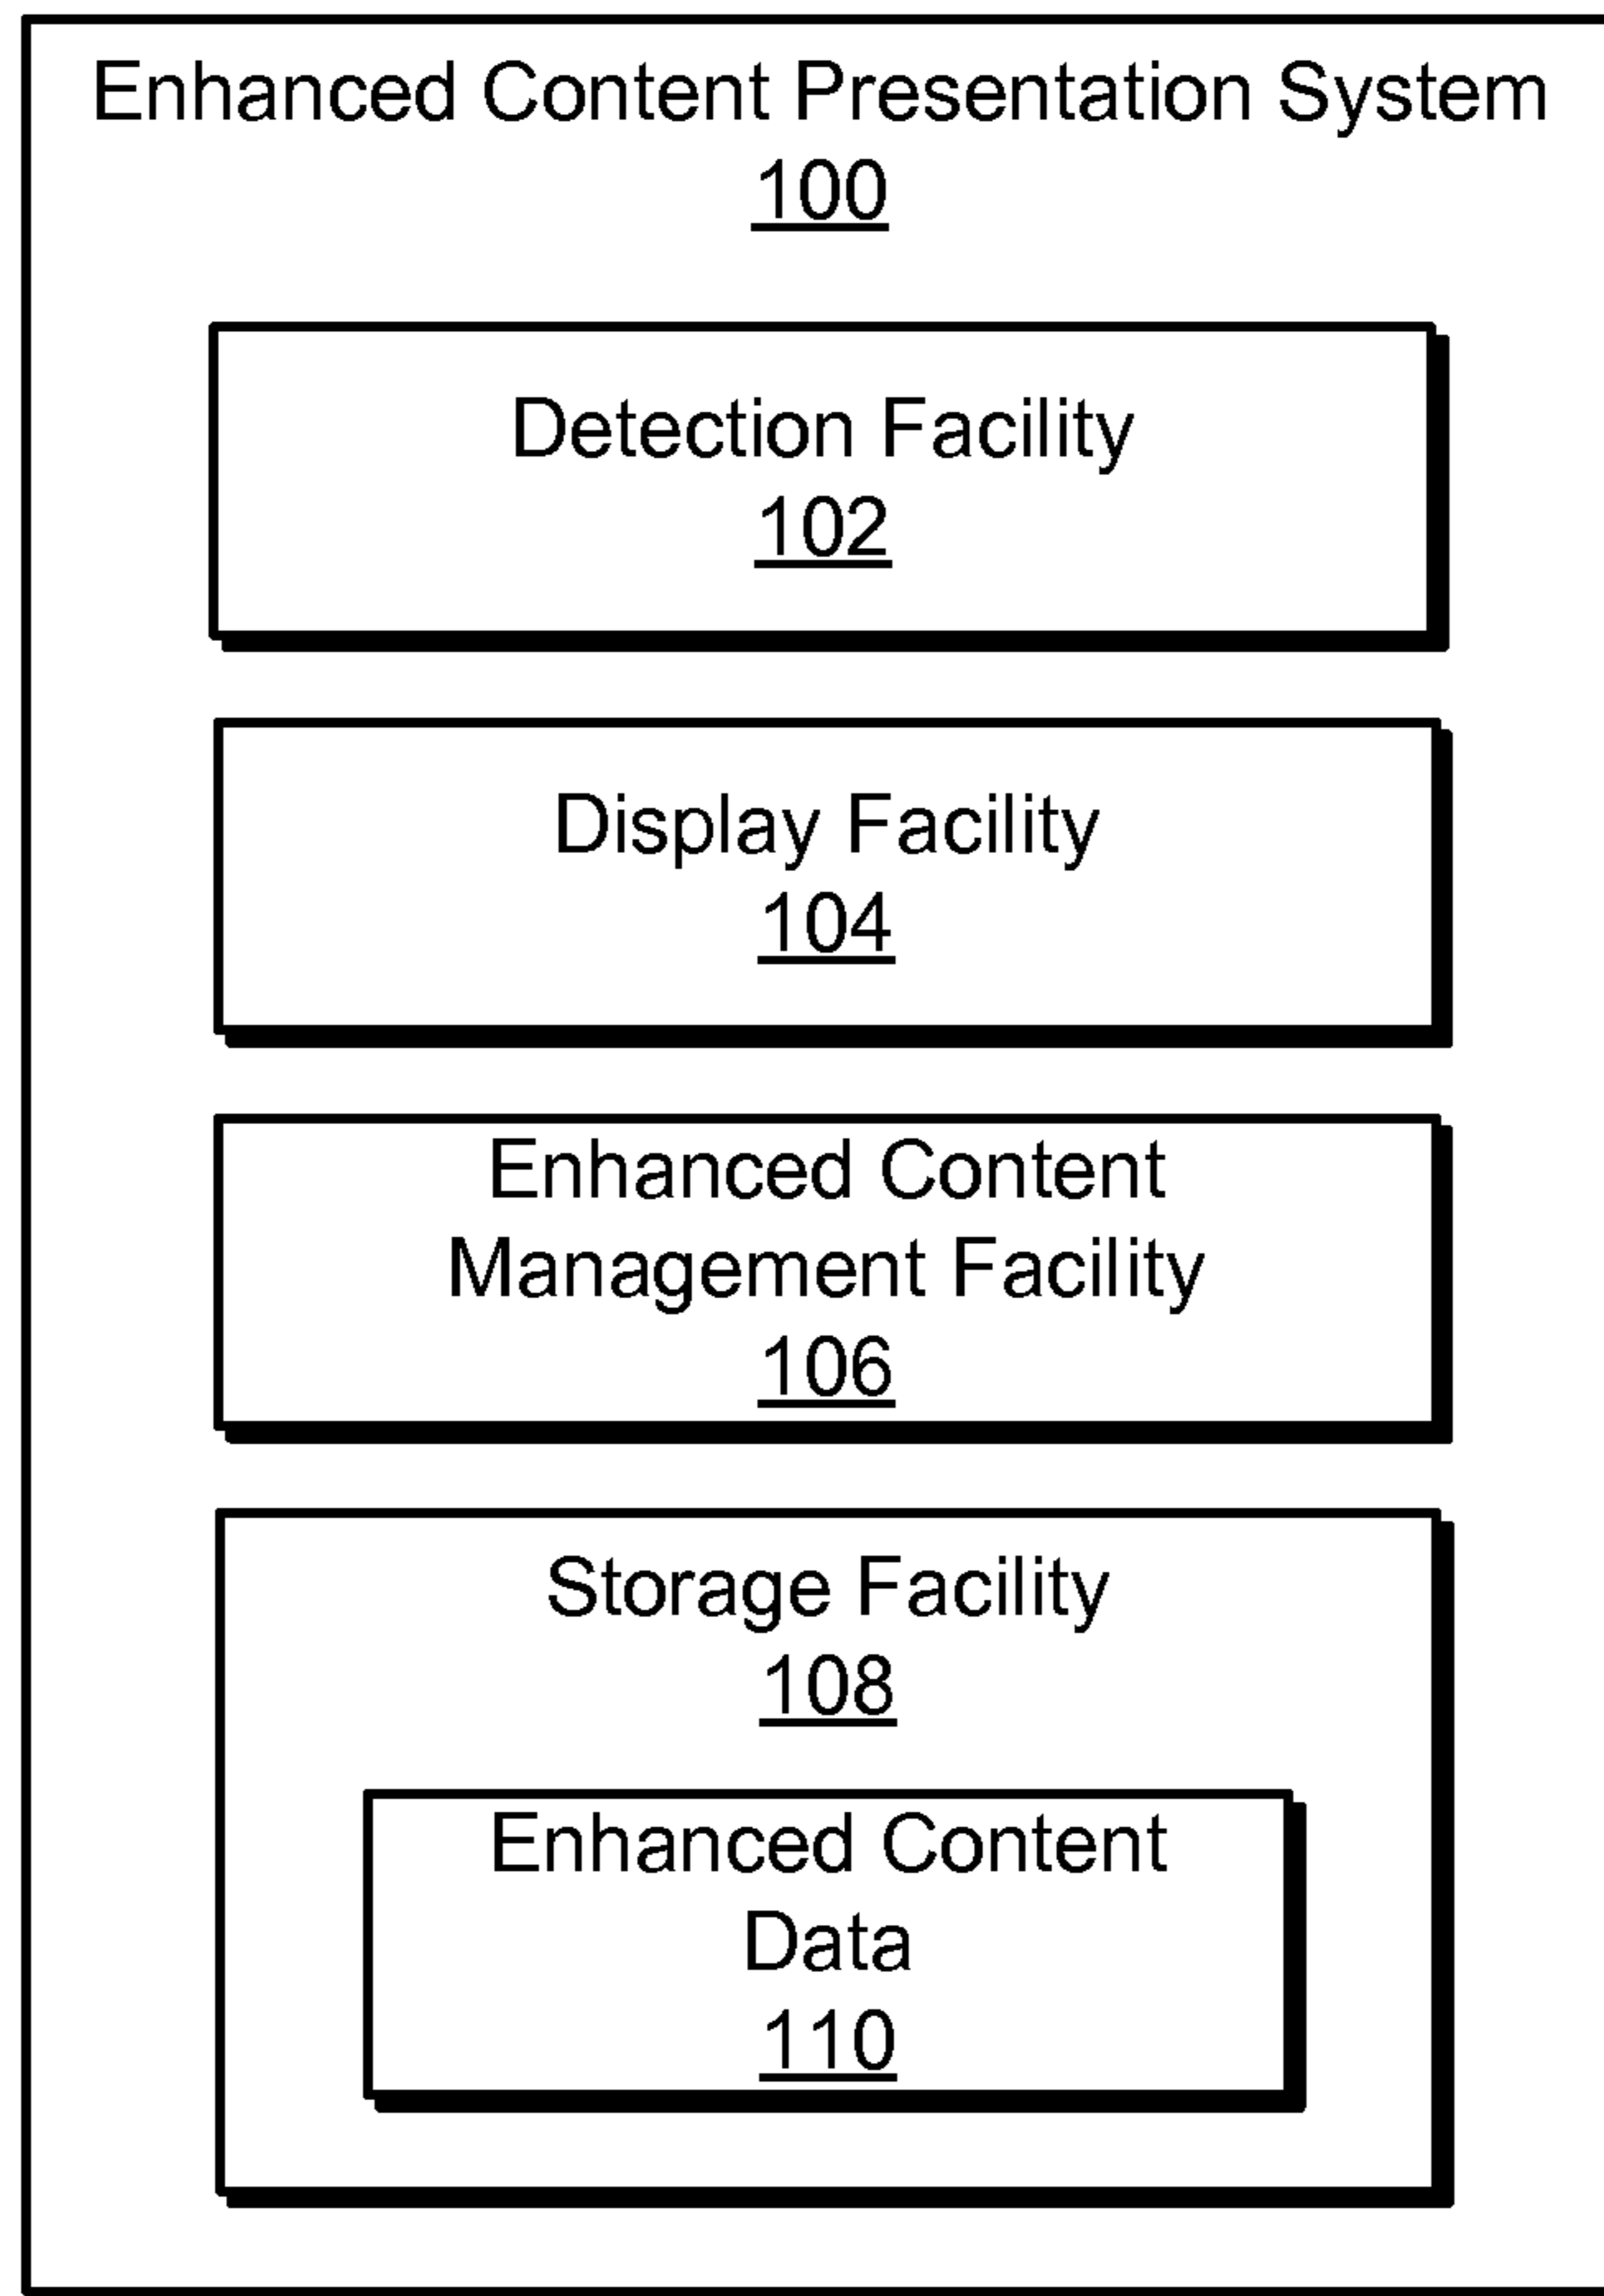 Enhanced Content Presentation System
100
Detection Facility
102
Display Facility
104
Enhanced Content
Management Facility
106
Storage Facility
108
Enhanced Content
Data
110